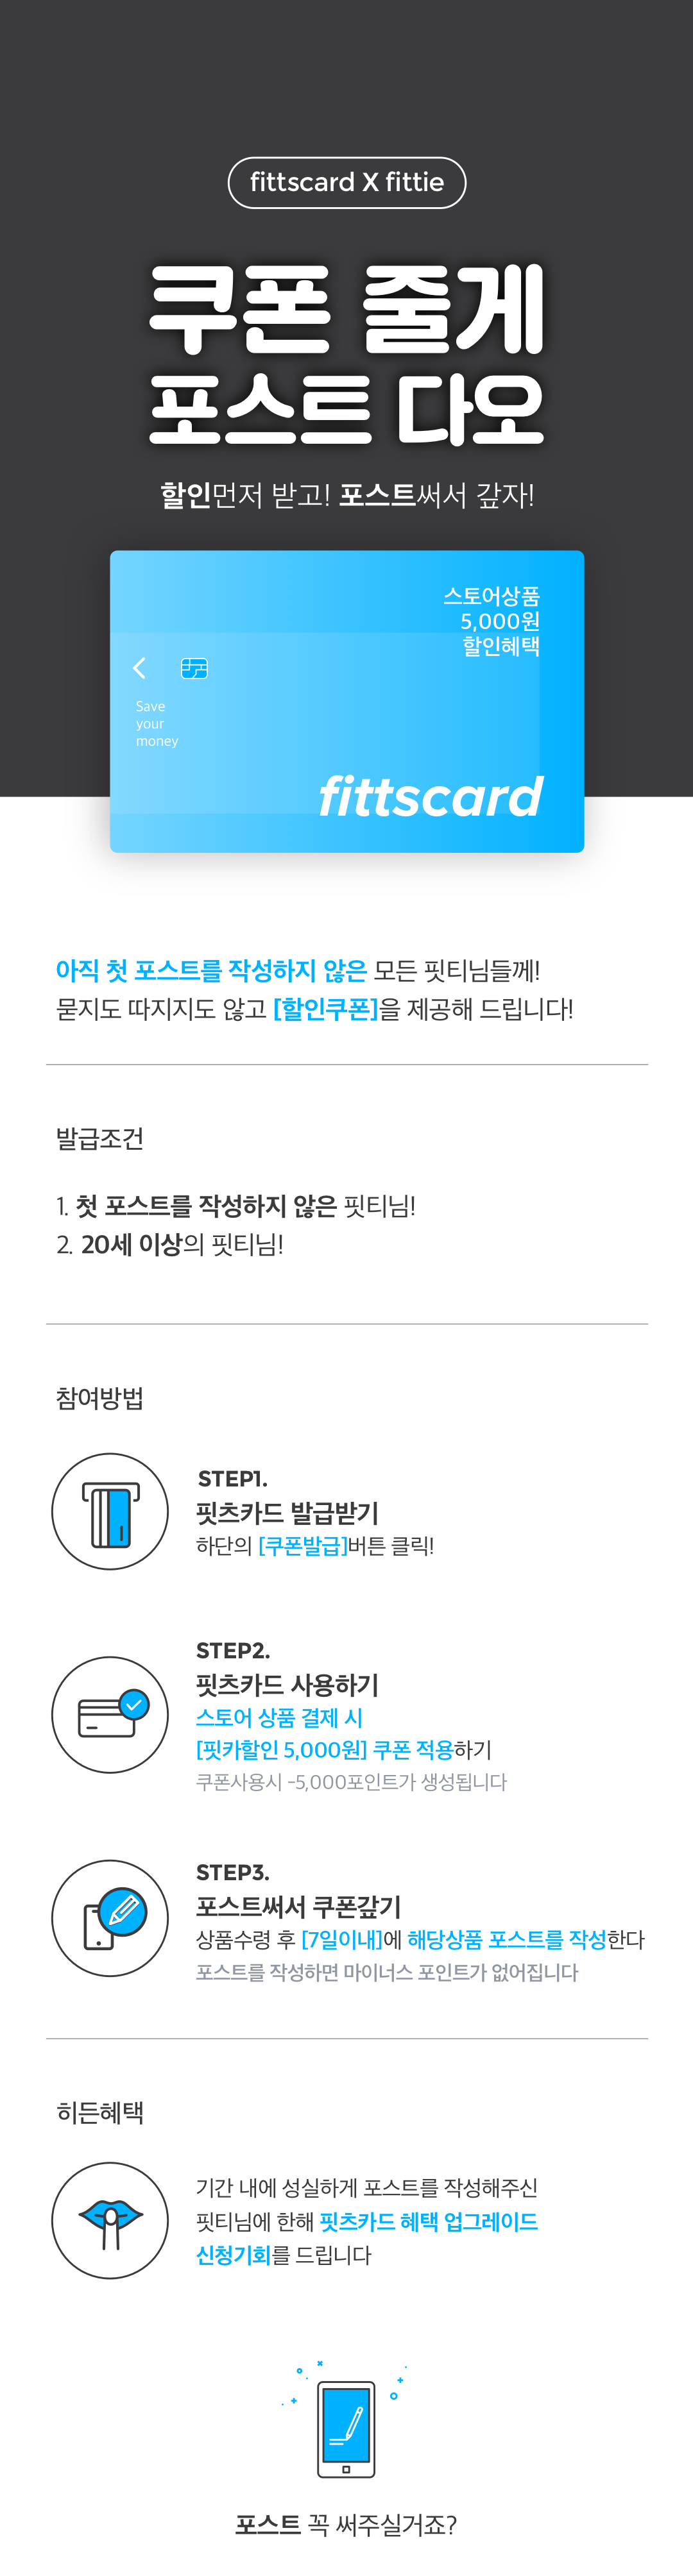 fittscard X fittie
쿠폰 줄게
포스트 다오
할인먼저 받고! 포스트써서 갚자!
스토어상품
5,000원
할인혜택
Save
your
money
fittscard
아직 첫 포스트를 작성하지 않은 모든 핏티님들께!
묻지도 따지지도 않고 [할인쿠폰]을 제공해 드립니다!
발급조건
1. 첫 포스트를 작성하지 않은 핏티님!
2. 20세 이상의 핏티님!
참여방법
STEP1.
핏츠카드 발급받기
하단의 [쿠폰발급]버튼 클릭!
STEP2.
핏츠카드 사용하기
스토어 상품 결제 시
[핏카할인 5,000원] 쿠폰 적용하기
쿠폰사용시 -5,000포인트가 생성됩니다
STEP3.
포스트써서 쿠폰갚기
상품수령 후 [7일이내]에 해당상품 포스트를 작성한다
포스트를 작성하면 마이너스 포인트가 없어집니다
히든혜택
기간 내에 성실하게 포스트를 작성해주신
핏티님에 한해 핏츠카드 혜택 업그레이드
신청기회를 드립니다
포스트 꼭 써주실거죠?